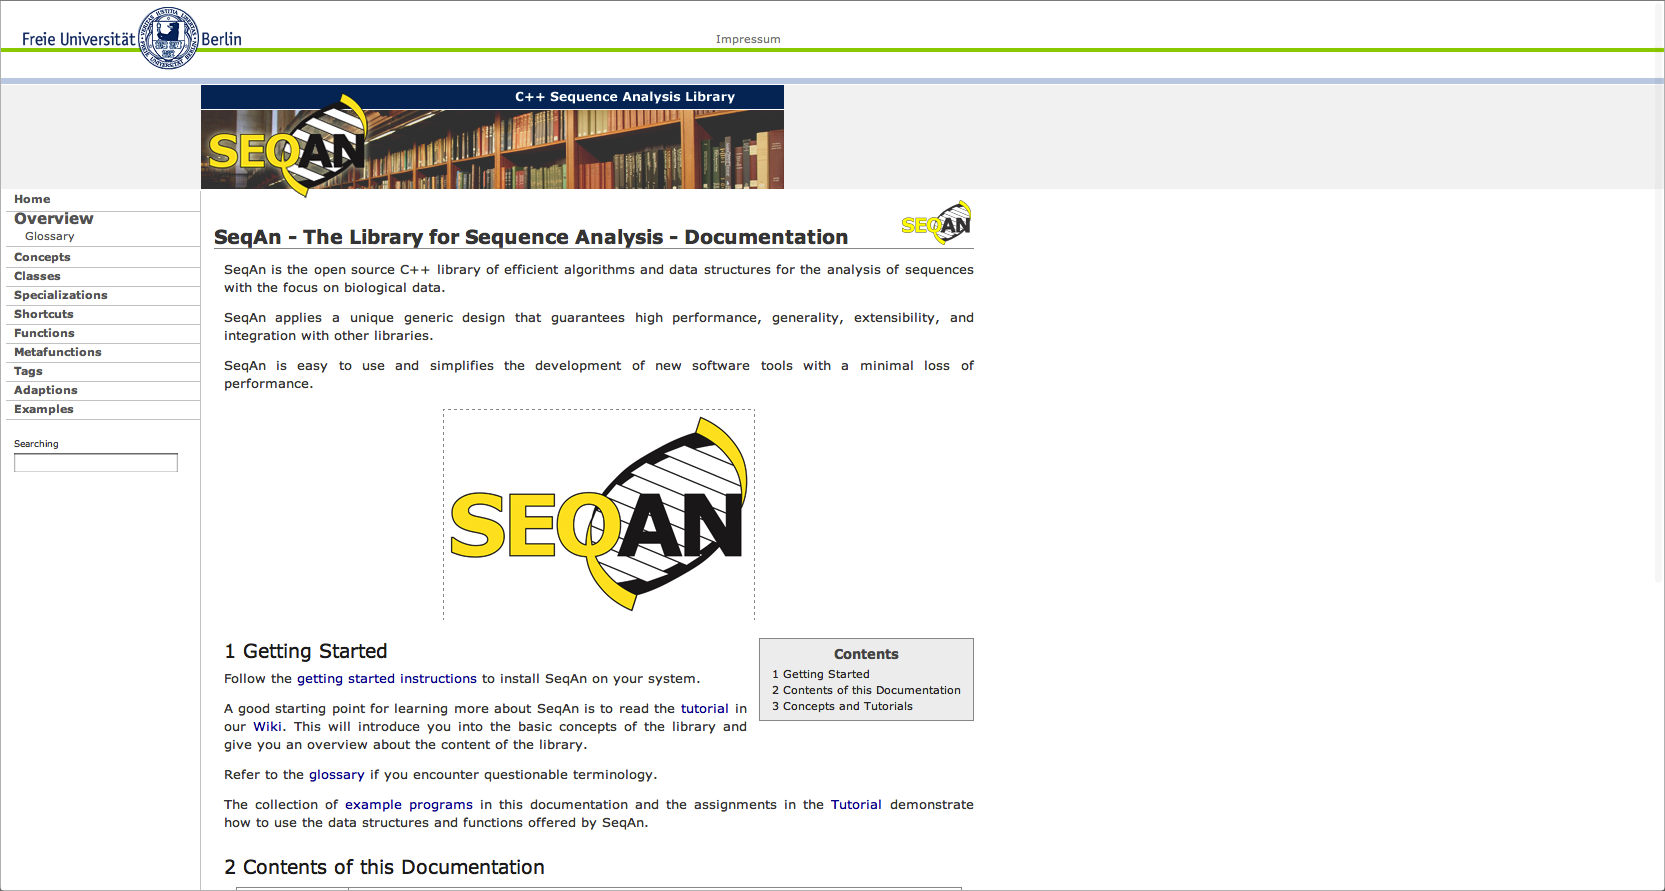 Freie Universität Berlin
Impressum
C++ Sequence Analysis Library
SEQAN
Home
Overview
Glossary
Concepts
Classes
Specializations
Shortcuts
Functions
Metafunctions
Tags
Adaptions
Examples
Searching
SEQAN
SeqAn - The Library for Sequence Analysis - Documentation
SeqAn is the open source C++ library of efficient algorithms and data structures for the analysis of sequences
with the focus on biological data.
SeqAn applies a unique generic design that guarantees high performance, generality, extensibility, and
integration with other libraries.
SeqAn is easy to use and simplifies the development of new software tools with a minimal loss of
performance.
SEQAN
1 Getting Started
Follow the getting started instructions to install SeqAn on your system.
A good starting point for learning more about SeqAn is to read the tutorial in
our Wiki. This will introduce you into the basic concepts of the library and
give you an overview about the content of the library.
Contents
1 Getting Started
2 Contents of this Documentation
3 Concepts and Tutorials
Refer to the glossary if you encounter questionable terminology.
The collection of example programs in this documentation and the assignments in the Tutorial demonstrate
how to use the data structures and functions offered by SeqAn.
2 Contents of this Documentation